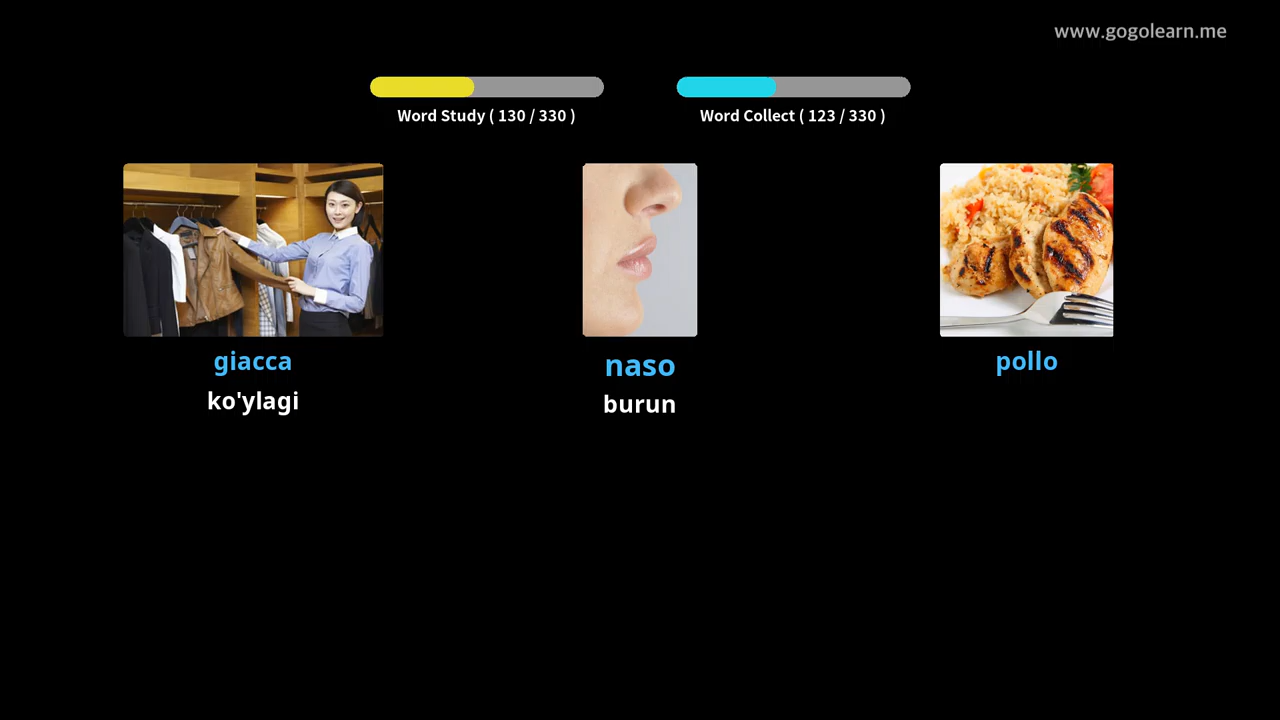 www.gogolearn.me
Word Study ( 130 / 330 )
Word Collect ( 123 / 330 )
giacca
naso
pollo
ko'ylagi
burun